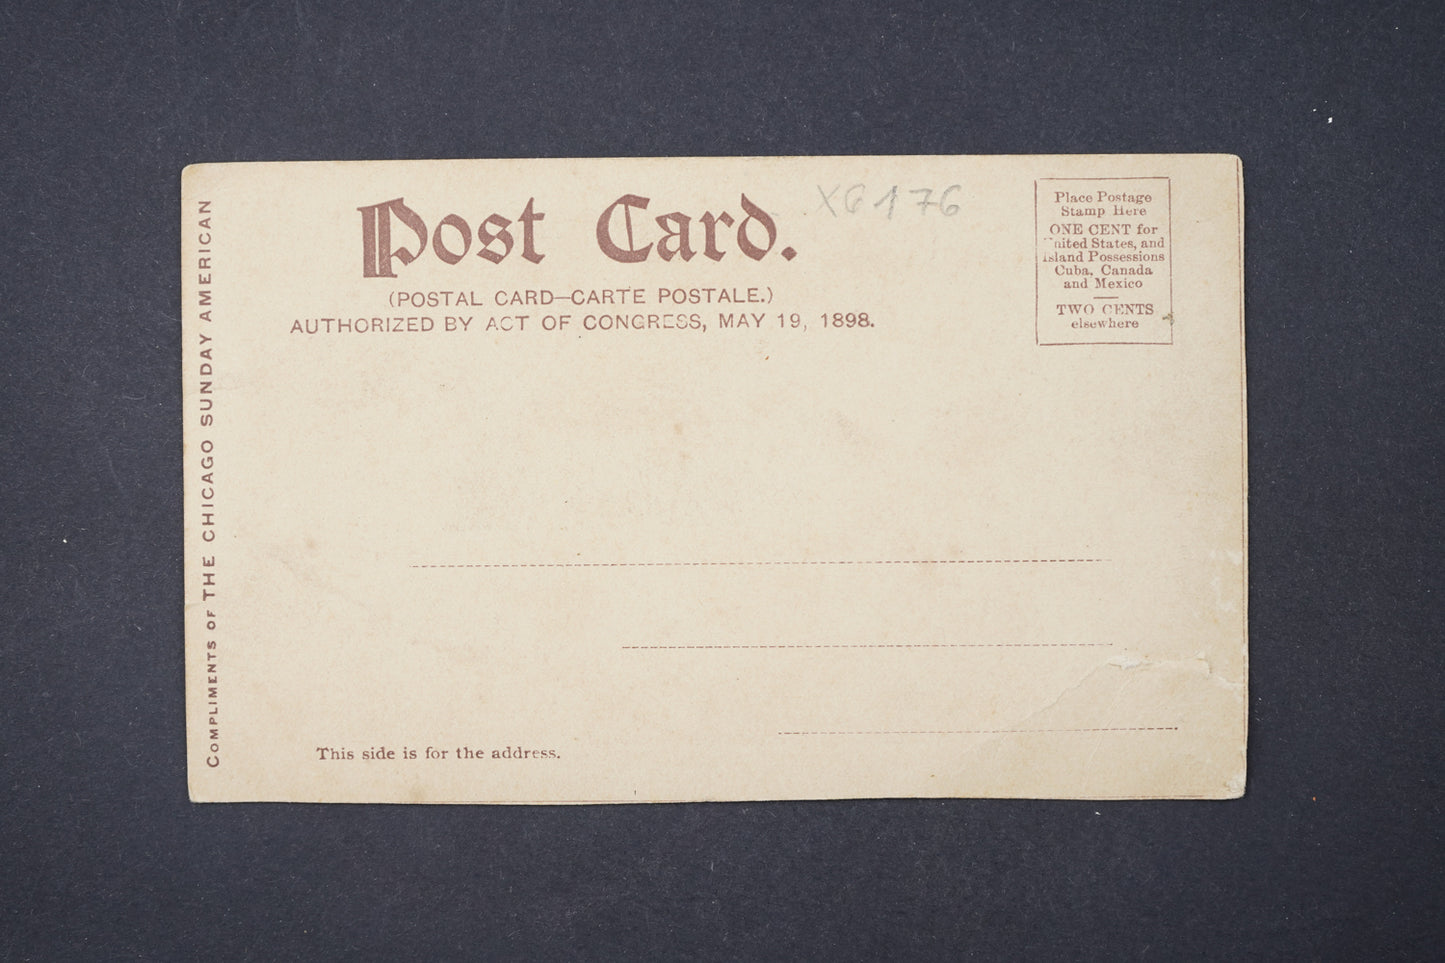 Post Card.
(POSTAL CARD—CARTE POSTALE.)
AUTHORIZED BY ACT OF CONGRESS, MAY 19, 1898.
X6176
Place Postage
Stamp Here
ONE CENT for
United States, and
Island Possessions
Cuba, Canada
and Mexico
TWO CENTS
elsewhere
COMPLIMENTS OF THE CHICAGO SUNDAY AMERICAN
This side is for the address.